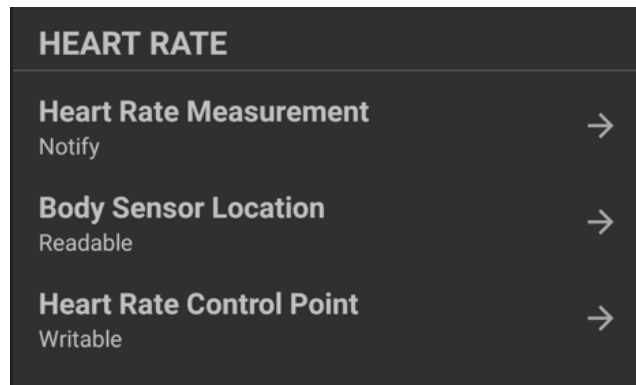 HEART RATE
Heart Rate Measurement
Notify
Body Sensor Location
Readable
Heart Rate Control Point
Writable